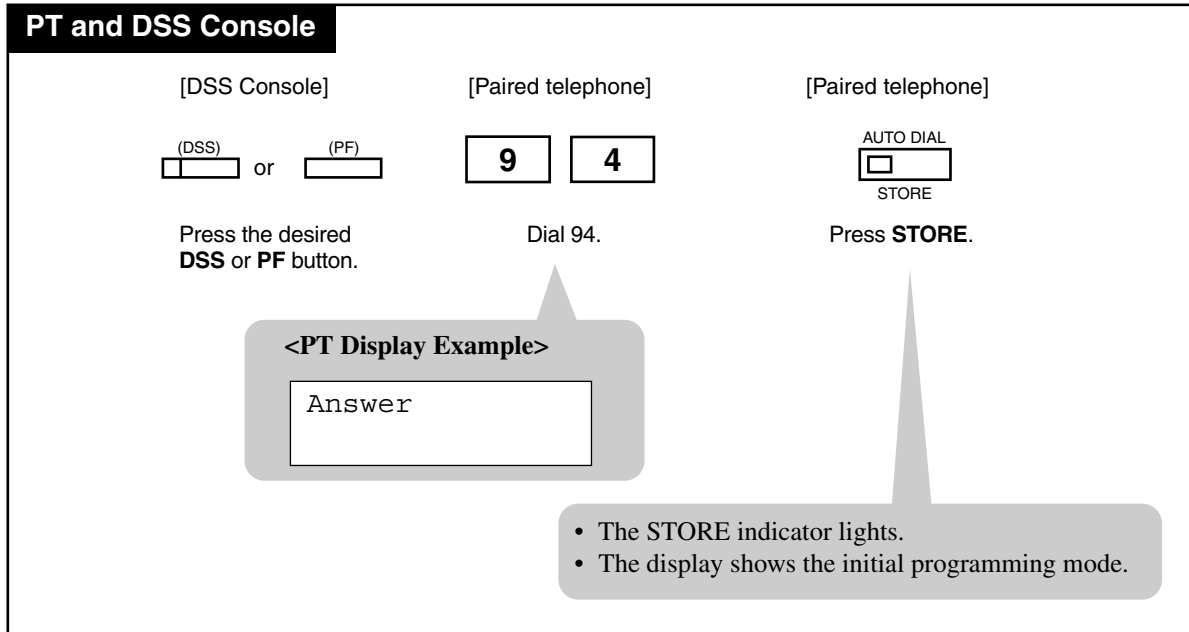 PT and DSS Console
[DSS Console]
[Paired telephone]
[Paired telephone]
(DSS)
or
(PF)
9
4
AUTO DIAL
STORE
Press the desired
DSS or PF button.
Dial 94.
Press STORE.
<PT Display Example>
Answer
• The STORE indicator lights.
• The display shows the initial programming mode.